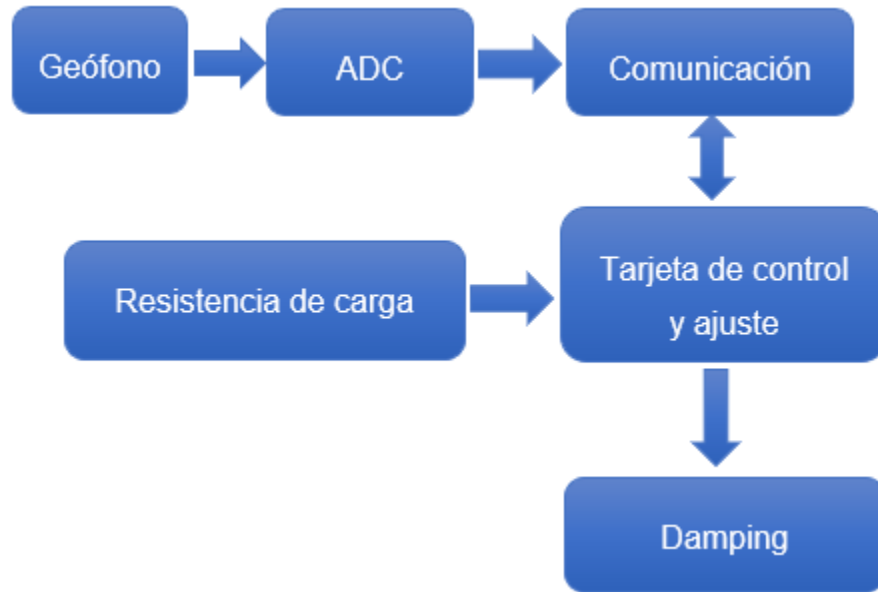 Geófono
ADC
Comunicación
Resistencia de carga
Tarjeta de control
y ajuste
Damping